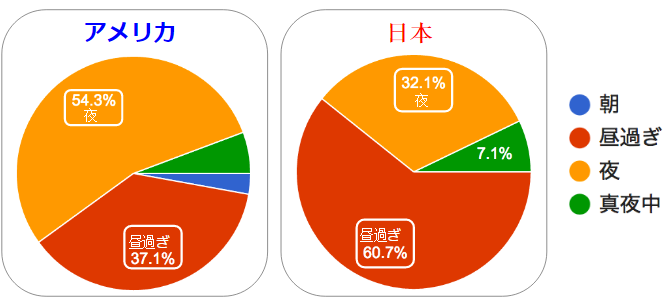 アメリカ
54.3%
夜
昼過ぎ
37.1%
日本
32.1%
夜
7.1%
昼過ぎ
60.7%
朝
昼過ぎ
夜
真夜中